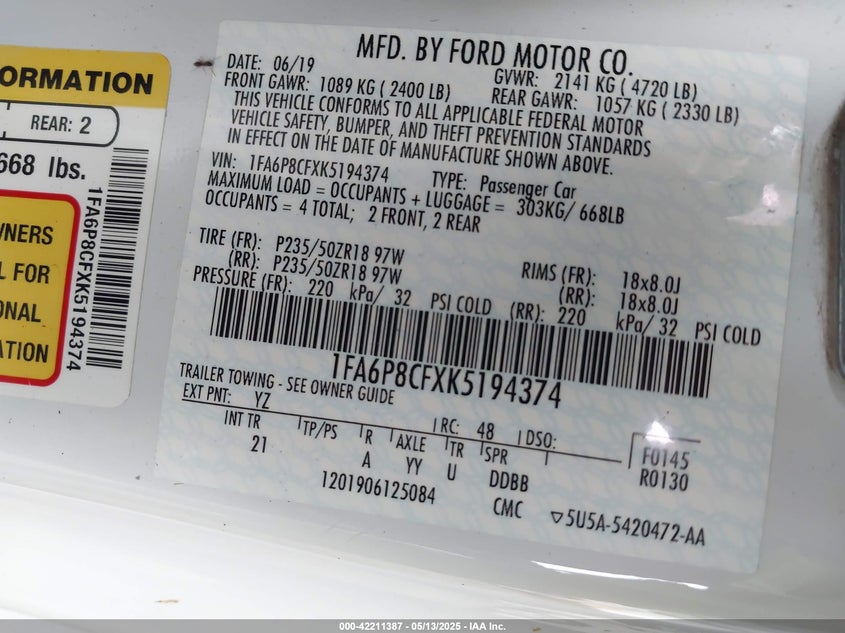 ORMATION
REAR: 2
668 lbs.
1FA6P8CFXK5194374
WNERS
L FOR
ONAL
ATION
MFD. BY FORD MOTOR CO.
DATE: 06/19
GVWR: 2141 KG ( 4720 LB)
FRONT GAWR: 1089 KG ( 2400 LB)
REAR GAWR: 1057 KG ( 2330 LB)
THIS VEHICLE CONFORMS TO ALL APPLICABLE FEDERAL MOTOR
VEHICLE SAFETY, BUMPER, AND THEFT PREVENTION STANDARDS
IN EFFECT ON THE DATE OF MANUFACTURE SHOWN ABOVE.
VIN: 1FA6P8CFXK5194374 TYPE: Passenger Car
MAXIMUM LOAD = OCCUPANTS + LUGGAGE = 303KG/ 668LB
OCCUPANTS = 4 TOTAL; 2 FRONT, 2 REAR
TIRE (FR): P235/50ZR18 97W RIMS (FR): 18x8.0J
(RR): P235/50ZR18 97W (RR): 18x8.0J
PRESSURE (FR): 220 kPa/ 32 PSI COLD (RR): 220 kPa/ 32 PSI COLD
1FA6P8CFXK5194374
TRAILER TOWING - SEE OWNER GUIDE
EXT PNT: YZ RC: 48 DSO:
INT TR TP/PS R AXLE TR SPR F0145
21 A YY U DDBB R0130
1201906125084 CMC
5U5A-5420472-AA
000-42211387 - 05/13/2025 - IAA Inc.